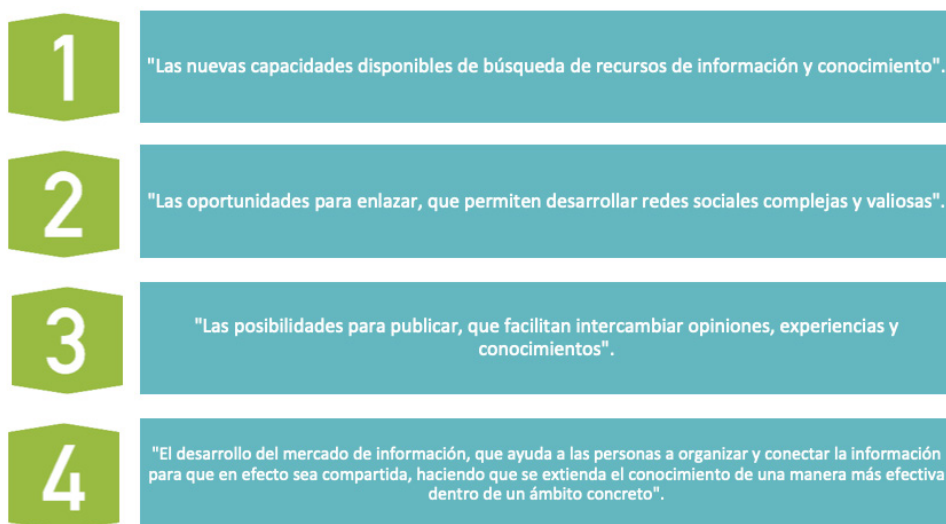 1
"Las nuevas capacidades disponibles de búsqueda de recursos de información y conocimiento".
2
"Las oportunidades para enlazar, que permiten desarrollar redes sociales complejas y valiosas".
3
"Las posibilidades para publicar, que facilitan intercambiar opiniones, experiencias y
conocimientos".
4
"El desarrollo del mercado de información, que ayuda a las personas a organizar y conectar la información
para que en efecto sea compartida, haciendo que se extienda el conocimiento de una manera más efectiva
dentro de un ámbito concreto".